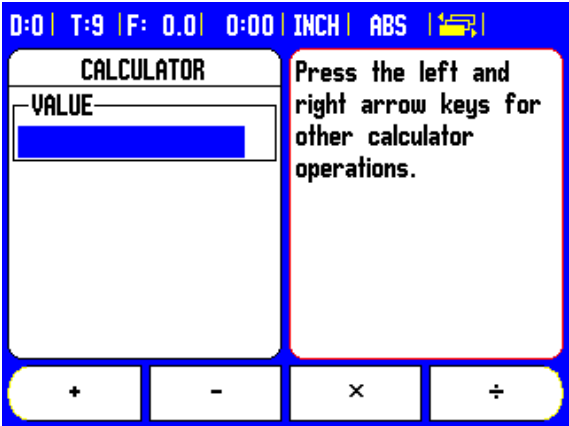 D:0 | T:9 | F: 0.0 | 0:00 | INCH | ABS | |
CALCULATOR
VALUE
Press the left and
right arrow keys for
other calculator
operations.
+ - × ÷